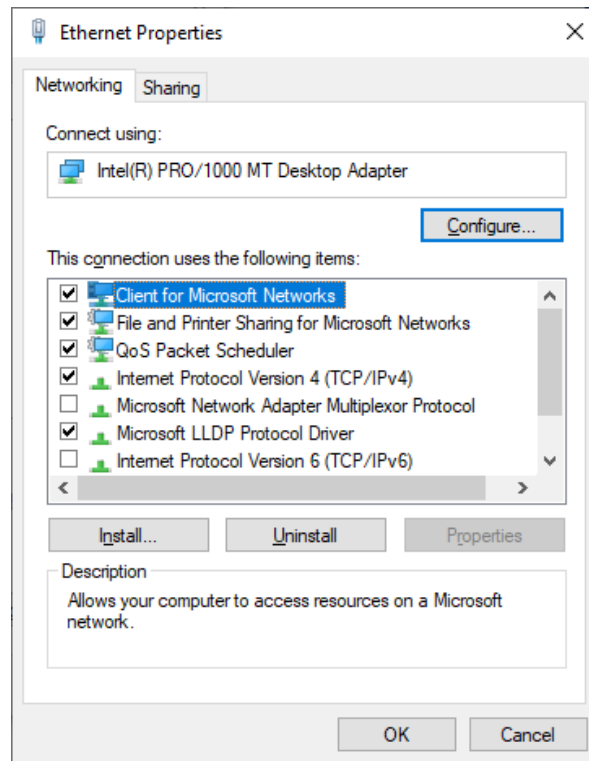 Ethernet Properties
Networking
Sharing
Connect using:
Intel(R) PRO/1000 MT Desktop Adapter
Configure...
This connection uses the following items:
Client for Microsoft Networks
File and Printer Sharing for Microsoft Networks
QoS Packet Scheduler
Internet Protocol Version 4 (TCP/IPv4)
Microsoft Network Adapter Multiplexor Protocol
Microsoft LLDP Protocol Driver
Internet Protocol Version 6 (TCP/IPv6)
Install...
Uninstall
Properties
Description
Allows your computer to access resources on a Microsoft
network.
OK
Cancel